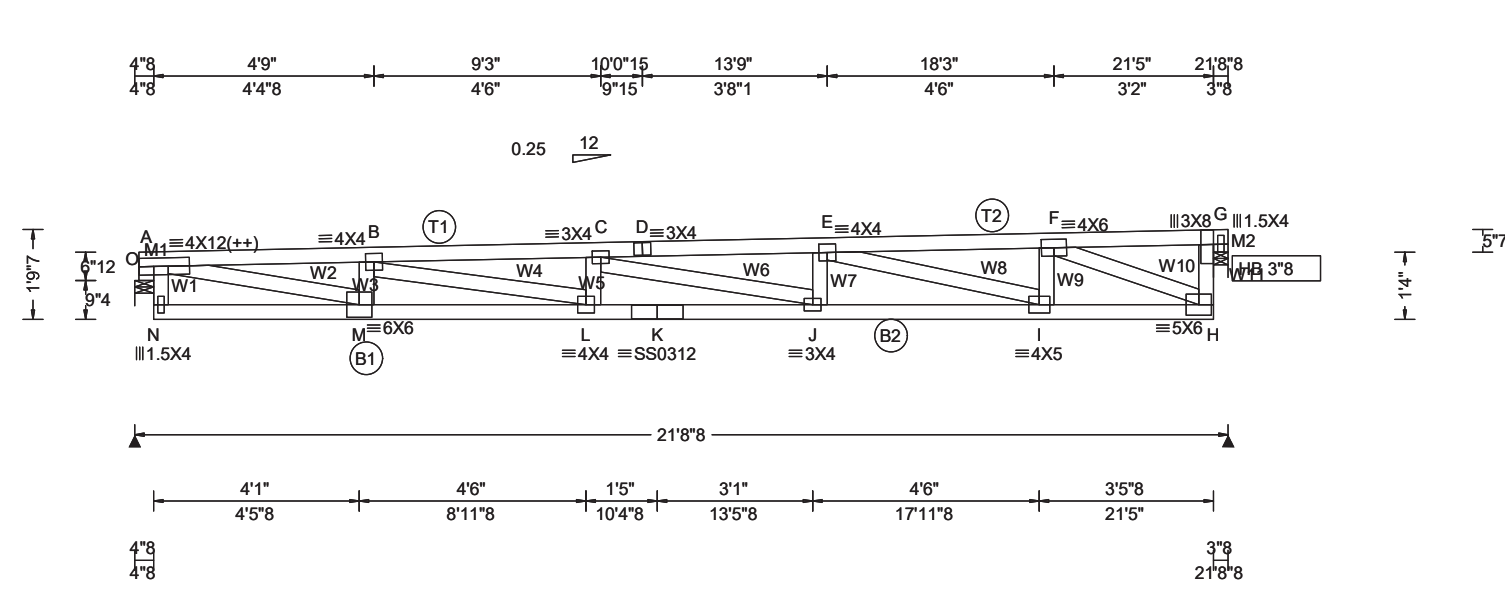 4"8 4'9" 9'3" 10'0"15 13'9" 18'3" 21'5" 21'8"8
4"8 4'4"8 4'6" 9"15 3'8"1 4'6" 3'2" 3"8
0.25 12
A M1 ≡4X12(++) ≡4X4 B T1 ≡3X4 C D ≡3X4 E ≡4X4 T2 F ≡4X6 |||3X8 G |||1.5X4
O W1 W2 W3 W4 W5 W6 W7 W8 W9 W10 M2 W11 HB 3"8
1'9"7 6"12 9"4 1'4" 5"7
N M ≡6X6 L K J B2 I ≡5X6 H
|||1.5X4 B1 ≡4X4 ≡SS0312 ≡3X4 ≡4X5
21'8"8
4'1" 4'6" 1'5" 3'1" 4'6" 3'5"8
4'5"8 8'11"8 10'4"8 13'5"8 17'11"8 21'5"
4"8 3"8
4"8 21'8"8